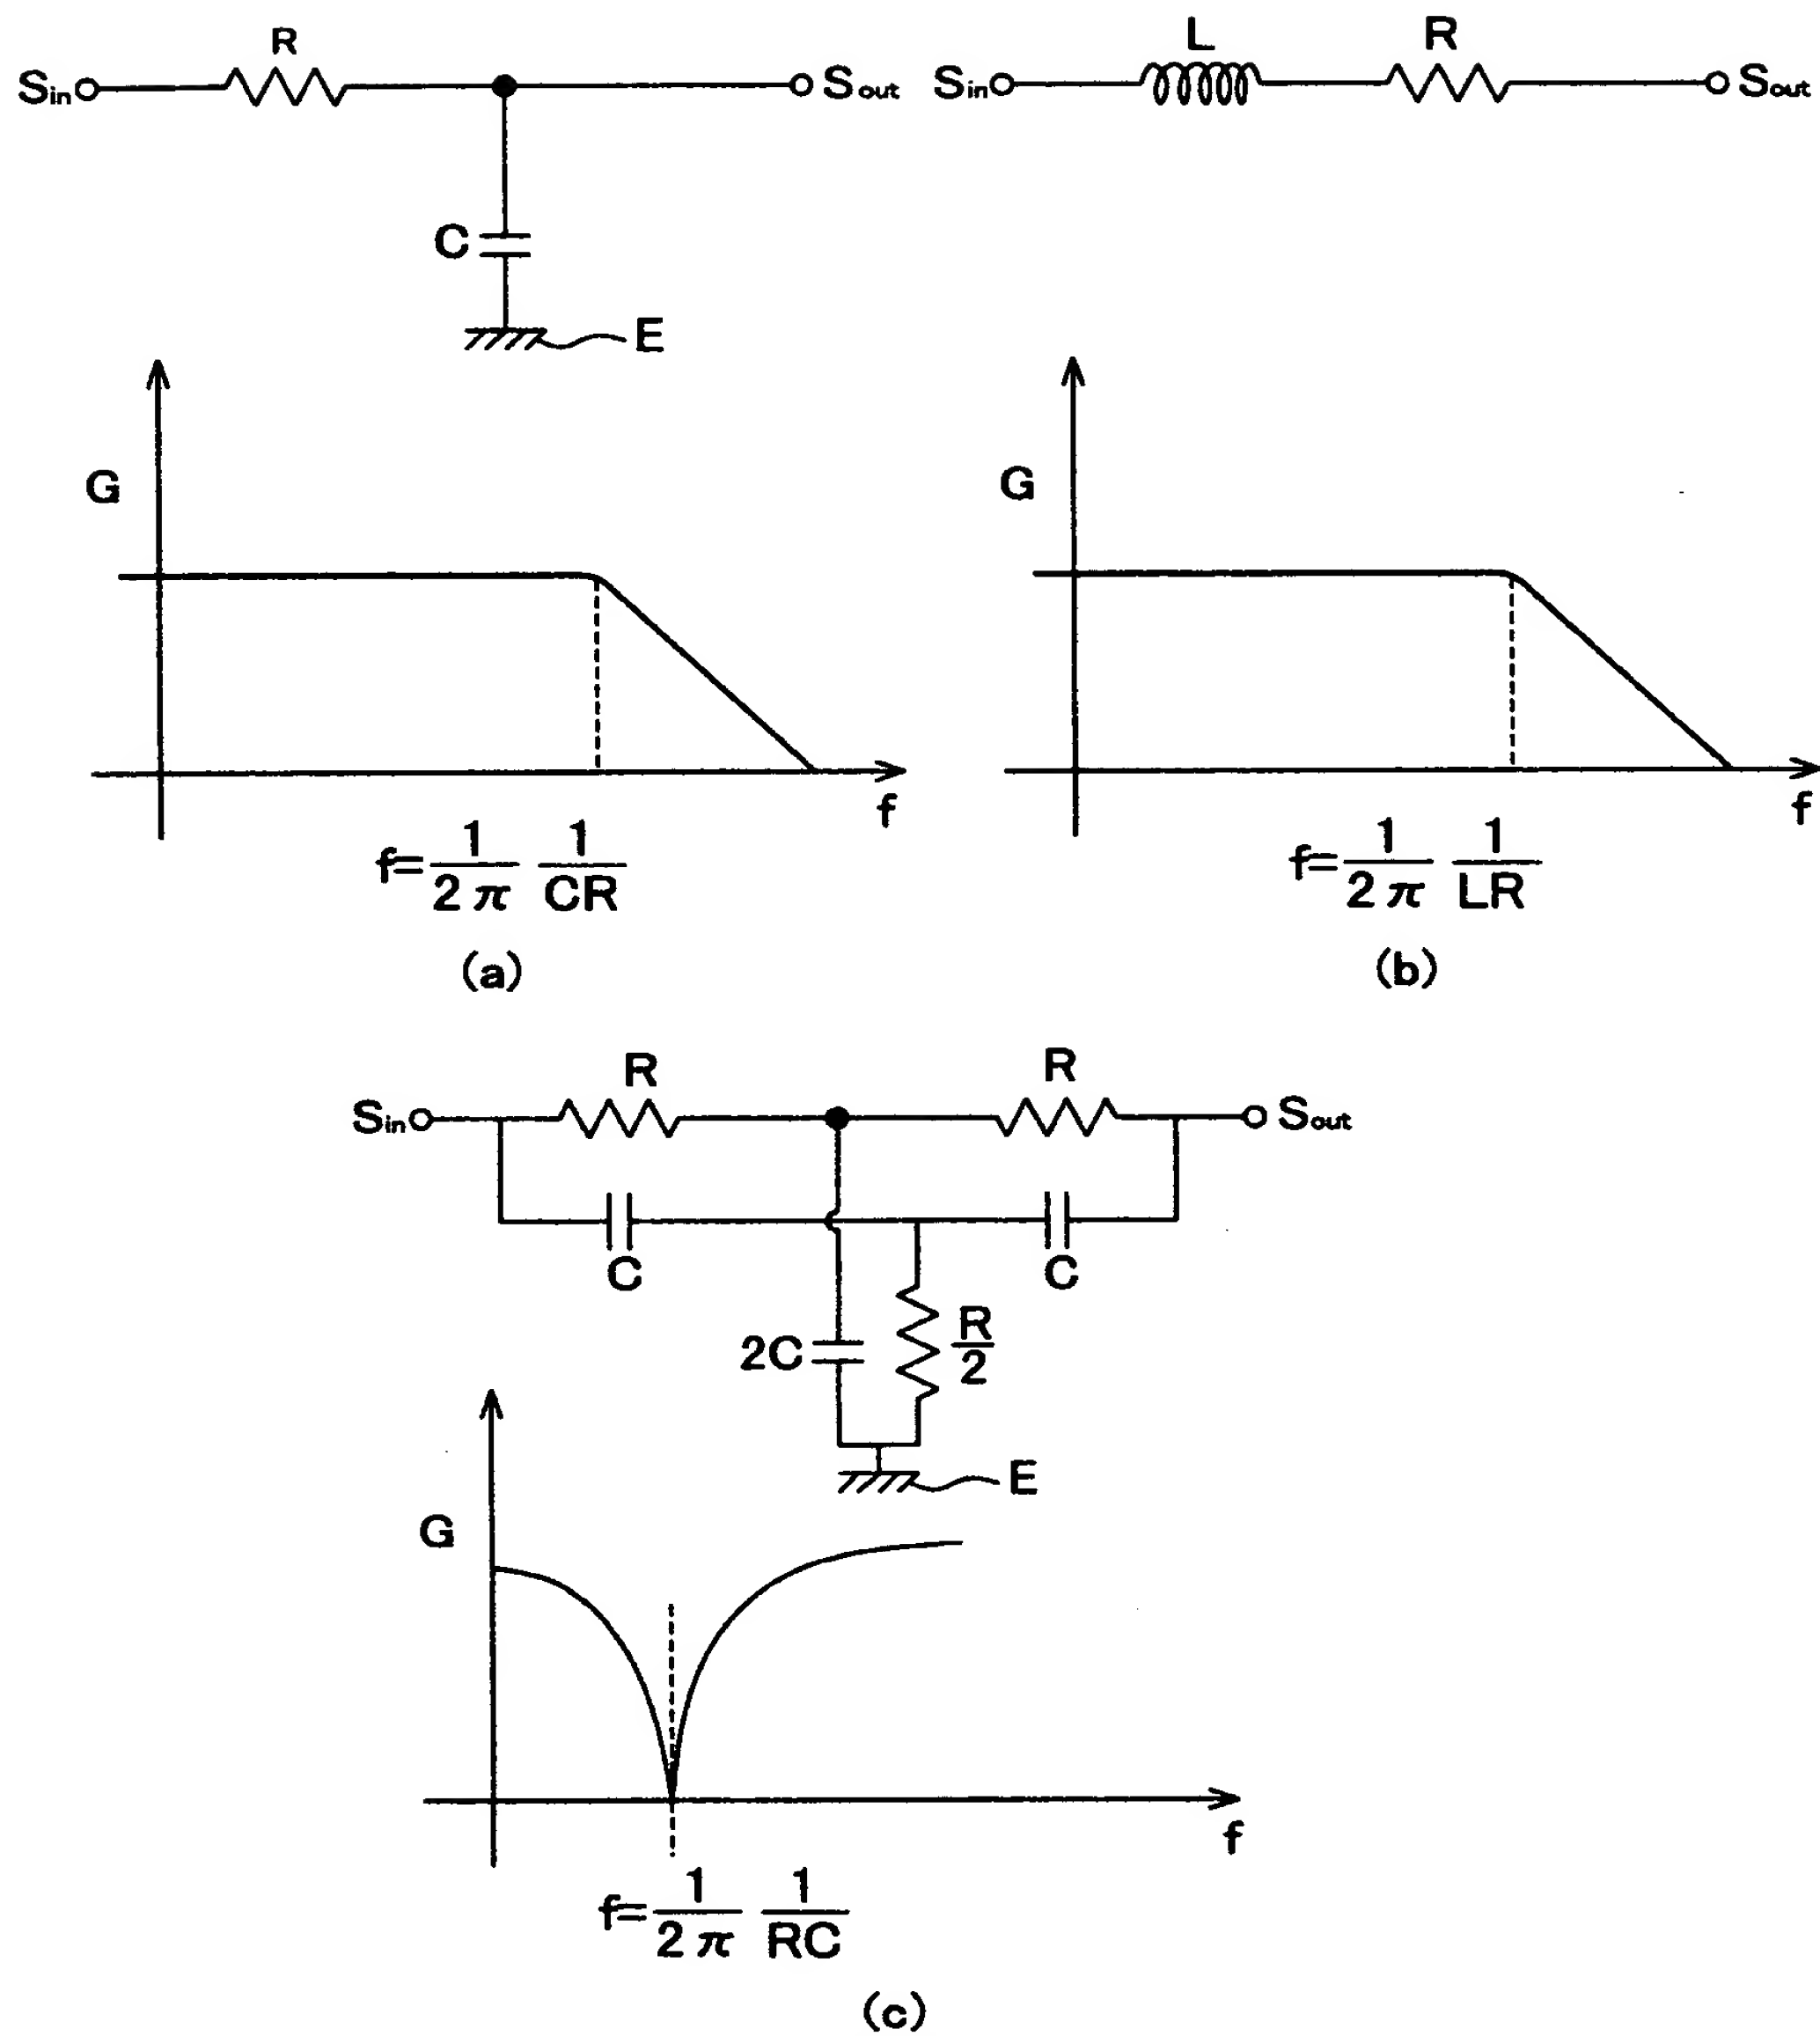 R
Sin Sout
C
E
G
f
f=1/2π 1/CR
(a)
L R
Sin Sout
G
f
f=1/2π 1/LR
(b)
R R
Sin Sout
C C
2C R/2
E
G
f
f=1/2π 1/RC
(c)